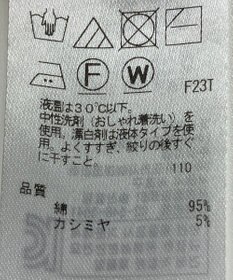 F W F23T
液温は30℃以下。
中性洗剤(おしゃれ着洗い)を
使用。漂白剤は液体タイプを使
用。よくすすぎ、絞りの後すぐ
に干すこと。
110
品質
綿 95%
カシミヤ 5%